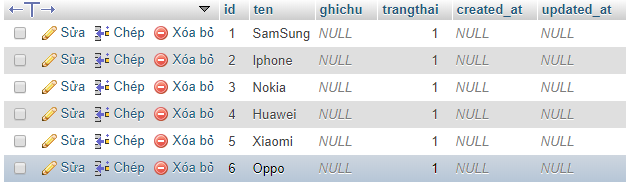 id ten ghichu trangthai created_at updated_at
Sửa Chép Xóa bỏ 1 SamSung NULL 1 NULL NULL
Sửa Chép Xóa bỏ 2 Iphone NULL 1 NULL NULL
Sửa Chép Xóa bỏ 3 Nokia NULL 1 NULL NULL
Sửa Chép Xóa bỏ 4 Huawei NULL 1 NULL NULL
Sửa Chép Xóa bỏ 5 Xiaomi NULL 1 NULL NULL
Sửa Chép Xóa bỏ 6 Oppo NULL 1 NULL NULL